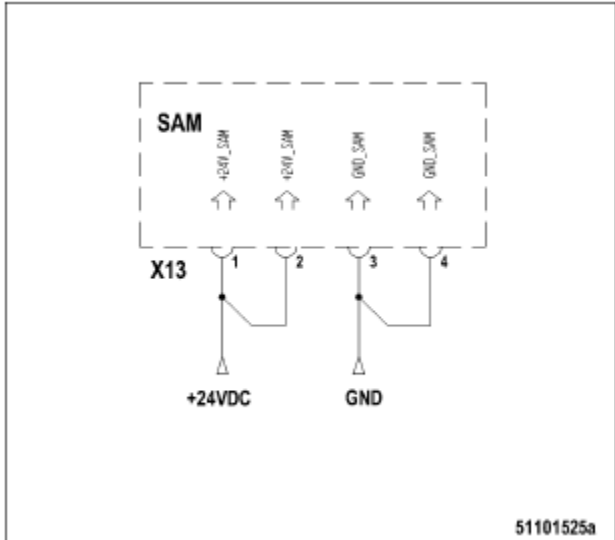 SAM
+24V_SAM
+24V_SAM
GND_SAM
GND_SAM
X13
1
2
3
4
+24VDC
GND
51101525a